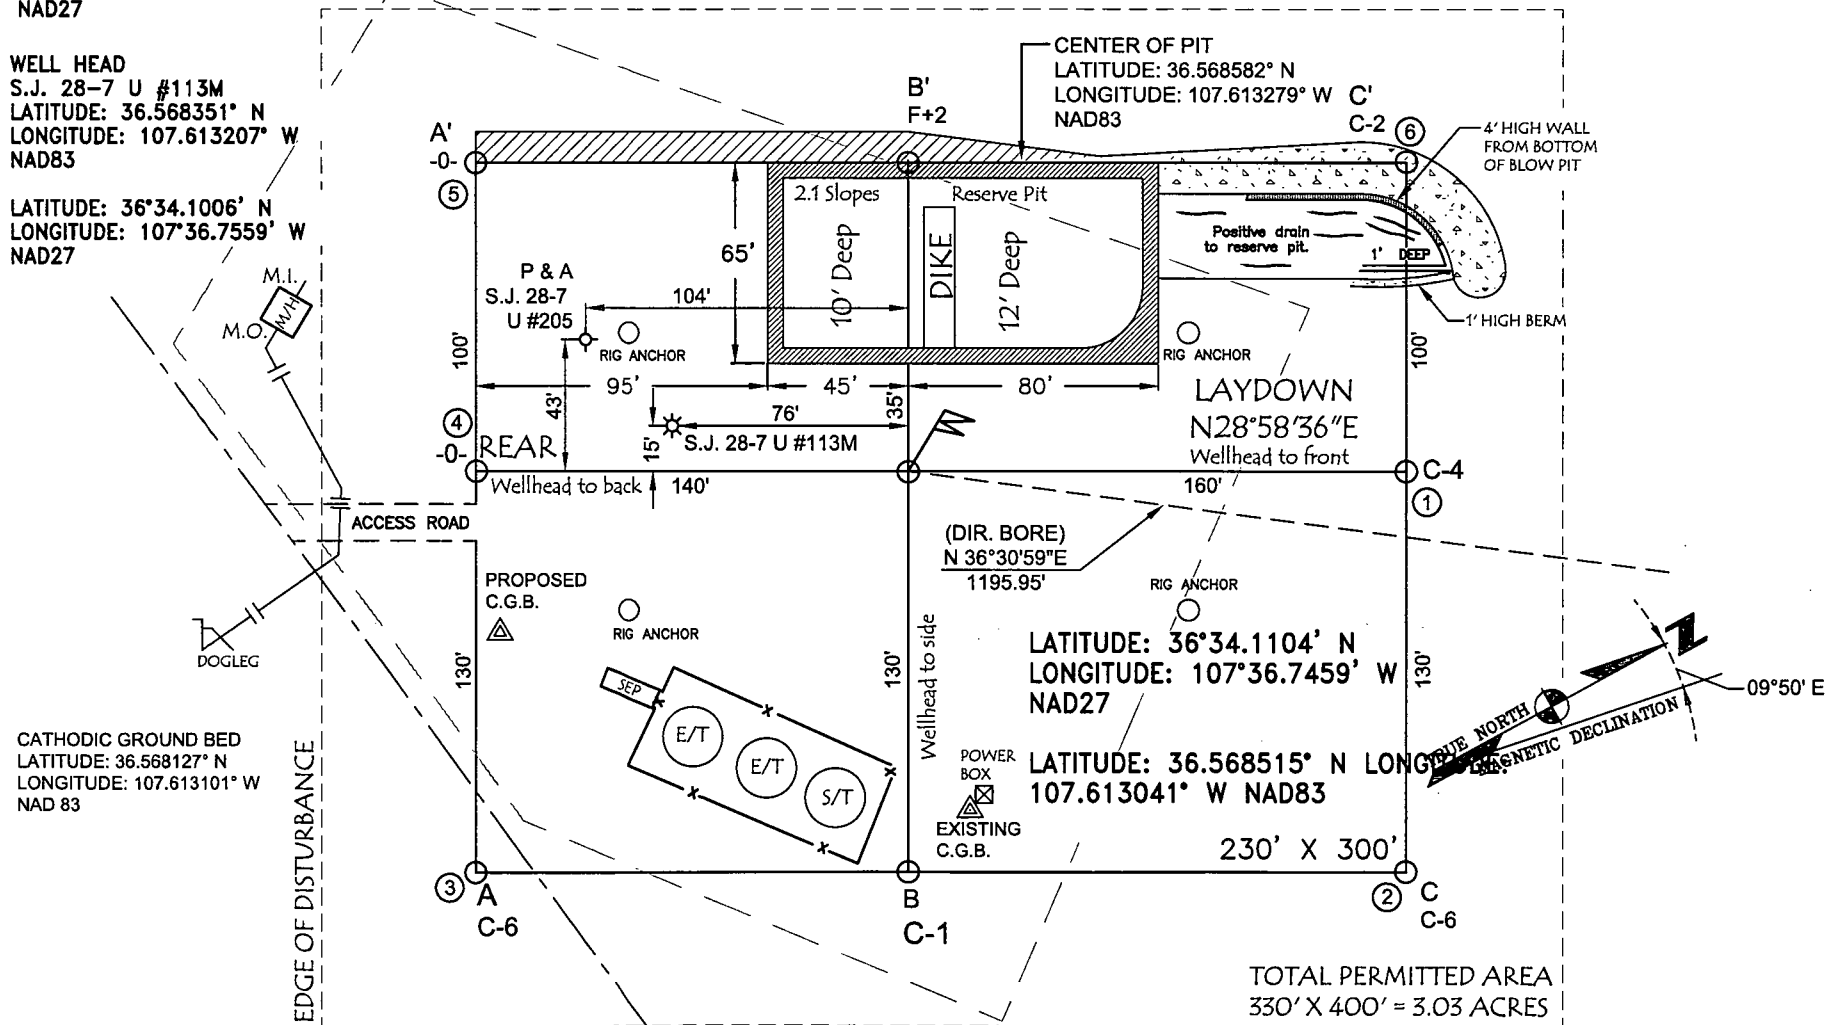 NAD27
WELL HEAD
S.J. 28-7 U #113M
LATITUDE: 36.568351° N
LONGITUDE: 107.613207° W
NAD83
LATITUDE: 36°34.1006' N
LONGITUDE: 107°36.7559' W
NAD27
CENTER OF PIT
LATITUDE: 36.568582° N
LONGITUDE: 107.613279° W
NAD83
A'
-0-
5
B'
F+2
C'
C-2
6
4' HIGH WALL
FROM BOTTOM
OF BLOW PIT
2.1 Slopes
Reserve Pit
10' Deep
DIKE
12' Deep
65'
Positive drain
to reserve pit.
1' DEEP
1' HIGH BERM
M.I.
M.O.
M/H
P & A
S.J. 28-7
U #205
104'
RIG ANCHOR
RIG ANCHOR
100'
100'
95'
45'
80'
43'
35'
76'
15'
S.J. 28-7 U #113M
LAYDOWN
N28°58'36"E
Wellhead to front
4
-0-
REAR
Wellhead to back
140'
160'
C-4
1
ACCESS ROAD
(DIR. BORE)
N 36°30'59"E
1195.95'
PROPOSED
C.G.B.
RIG ANCHOR
RIG ANCHOR
DOGLEG
130'
130'
130'
Wellhead to side
LATITUDE: 36°34.1104' N
LONGITUDE: 107°36.7459' W
NAD27
LATITUDE: 36.568515° N LONGITUDE:
107.613041° W NAD83
SEP
E/T
E/T
S/T
POWER
BOX
EXISTING
C.G.B.
230' X 300'
N
TRUE NORTH
MAGNETIC DECLINATION
09°50' E
CATHODIC GROUND BED
LATITUDE: 36.568127° N
LONGITUDE: 107.613101° W
NAD 83
EDGE OF DISTURBANCE
3
A
C-6
B
C-1
2
C
C-6
TOTAL PERMITTED AREA
330' X 400' = 3.03 ACRES